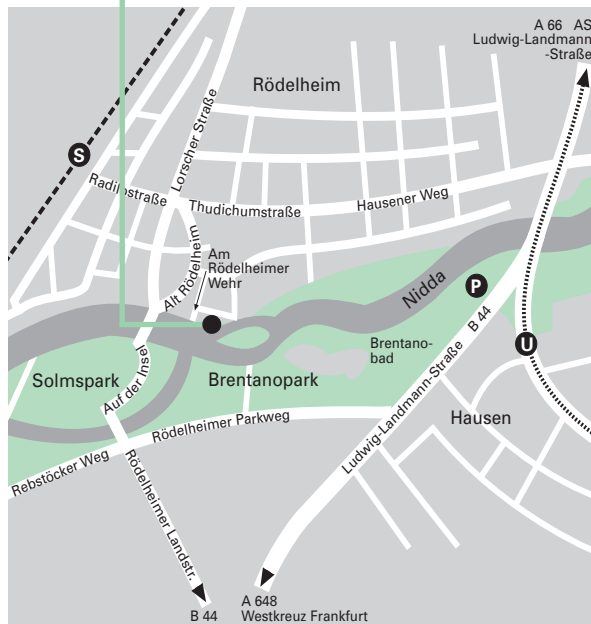 A 66 AS
Ludwig-Landmann
-Straße
Rödelheim
Lorscher Straße
S
Radilostraße
Thudichumstraße
Hausener Weg
Alt Rödelheim
Am
Rödelheimer
Wehr
Nidda
P
B 44
U
Auf der Insel
Solmspark
Brentanopark
Brentano-
bad
Ludwig-Landmann-Straße
Hausen
Rödelheimer Parkweg
Rebstöcker Weg
Rödelheimer Landstr.
B 44
A 648
Westkreuz Frankfurt